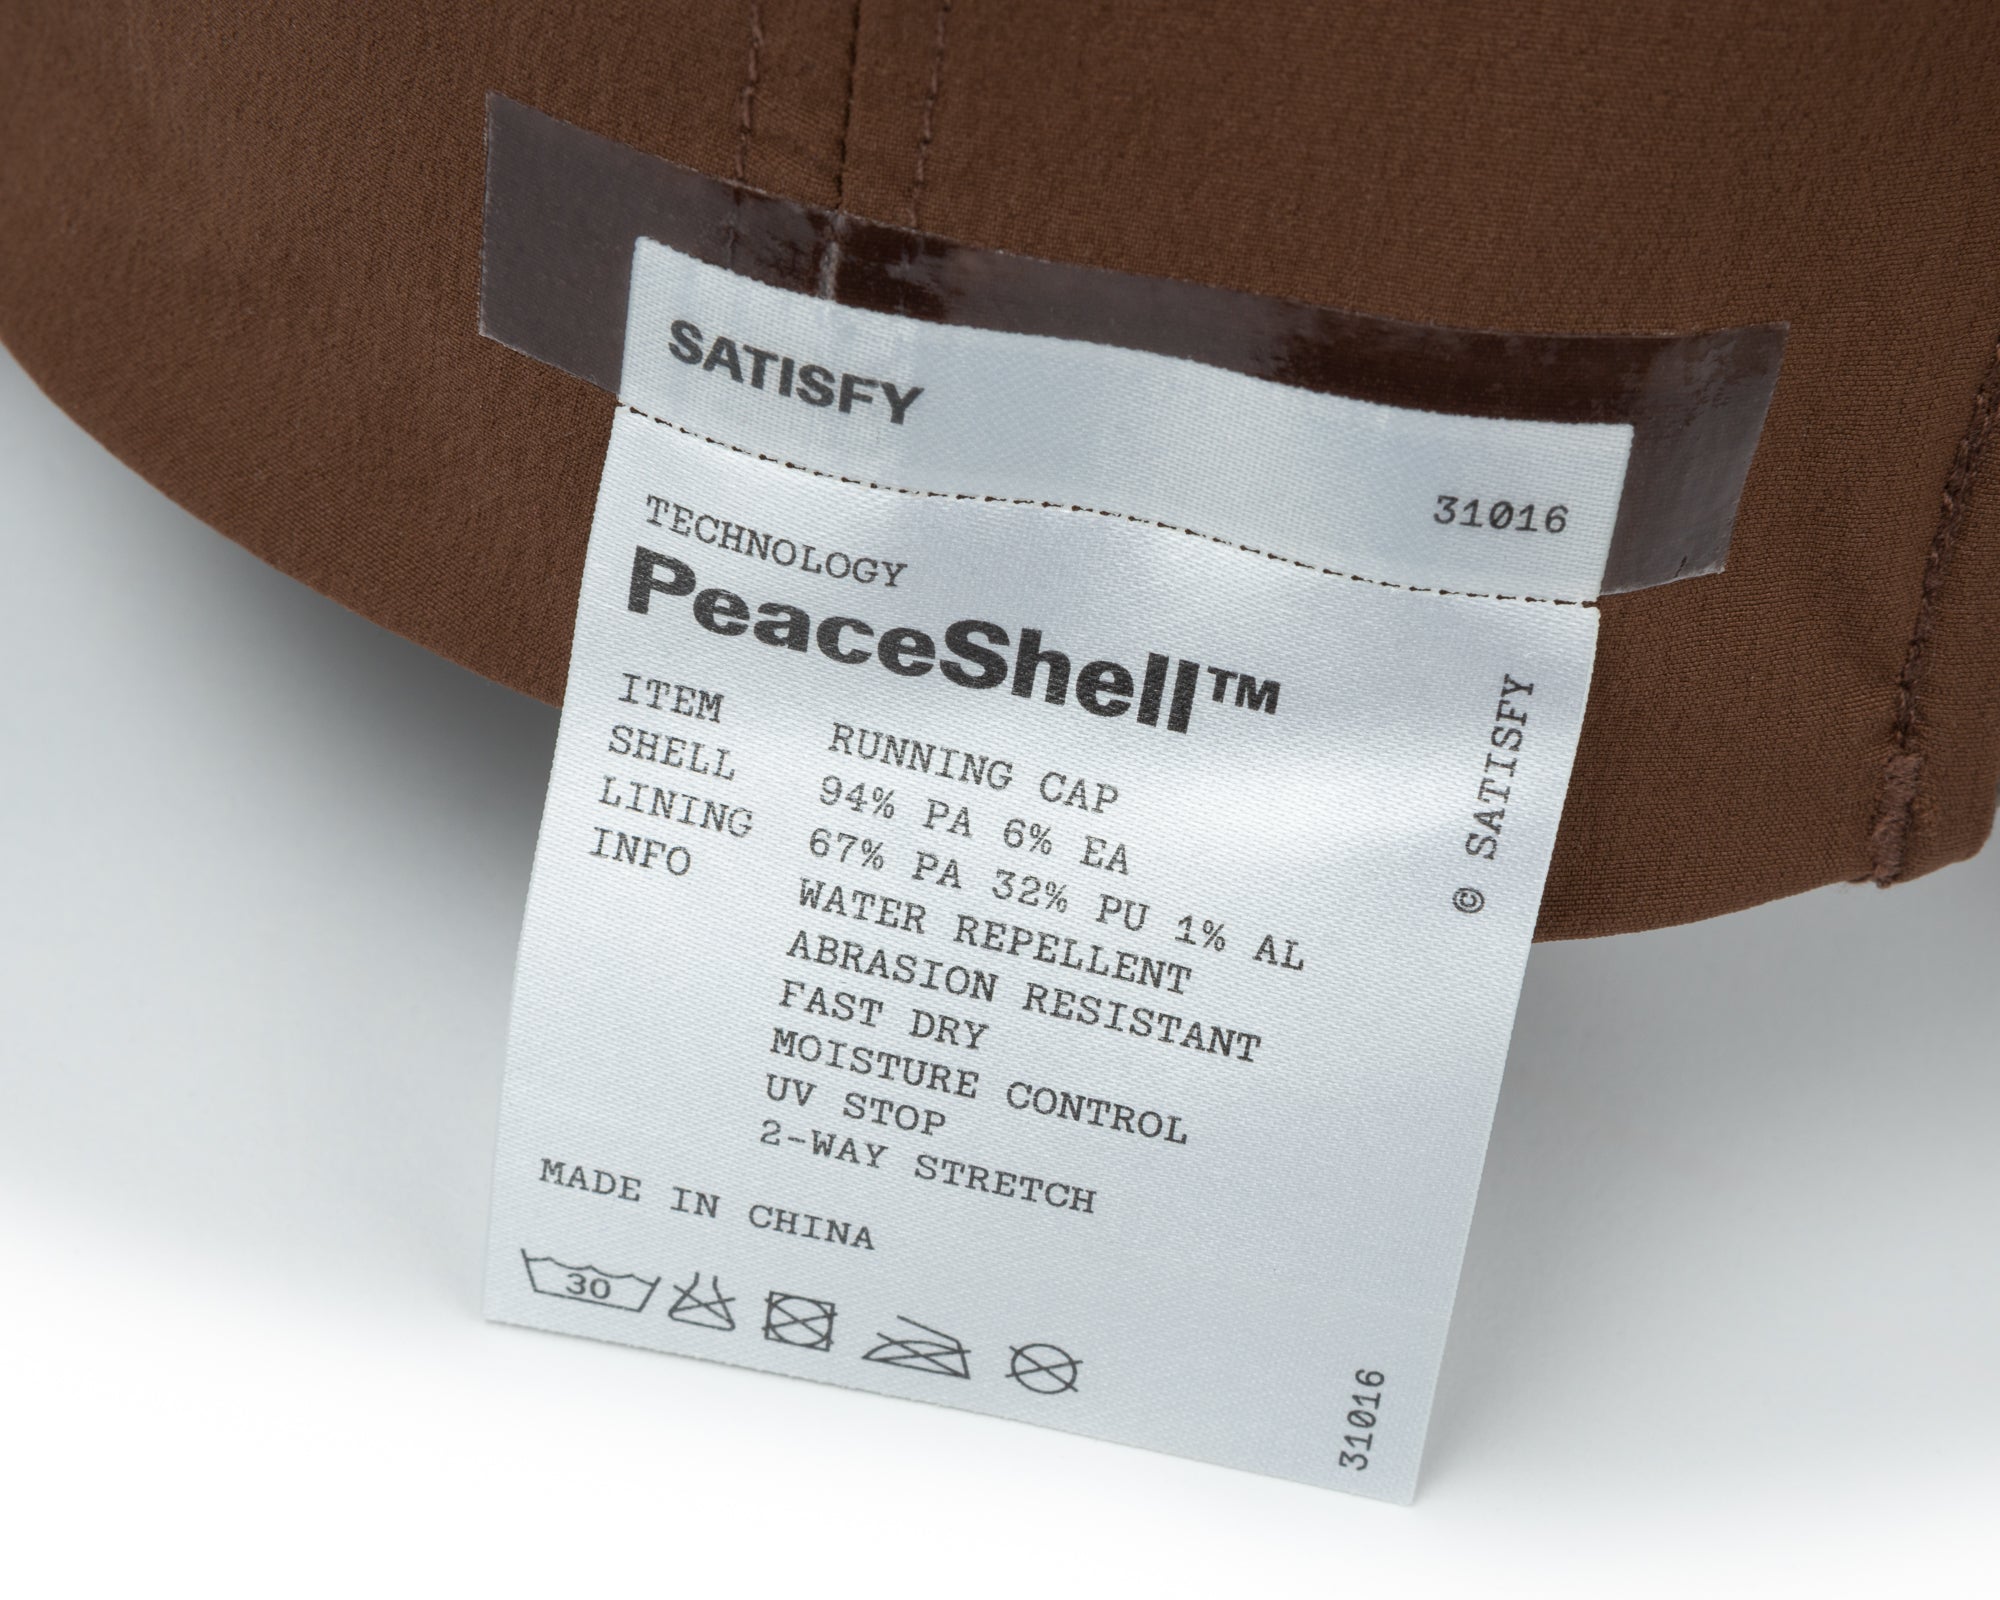 SATISFY
31016
TECHNOLOGY
PeaceShell™
ITEM RUNNING CAP
SHELL 94% PA 6% EA
LINING 67% PA 32% PU 1% AL
INFO WATER REPELLENT
ABRASION RESISTANT
FAST DRY
MOISTURE CONTROL
UV STOP
2-WAY STRETCH
MADE IN CHINA
30
© SATISFY
31016